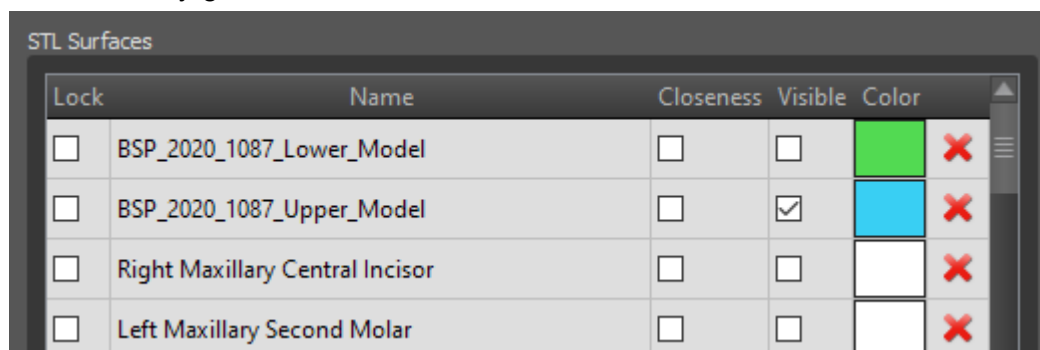 STL Surfaces
Lock Name Closeness Visible Color
BSP_2020_1087_Lower_Model
BSP_2020_1087_Upper_Model
Right Maxillary Central Incisor
Left Maxillary Second Molar